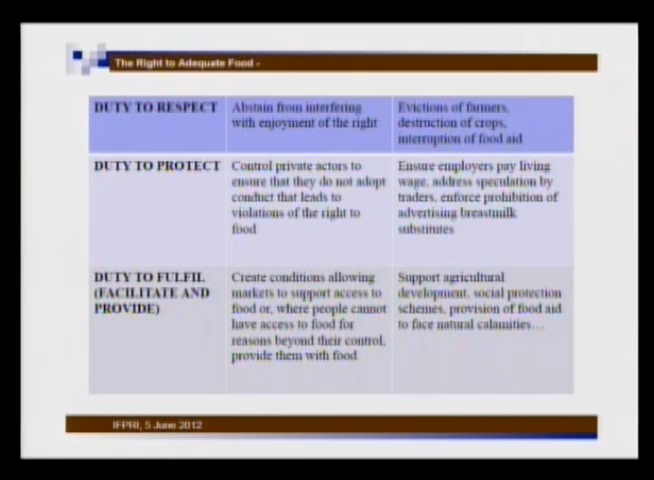 The Right to Adequate Food -
DUTY TO RESPECT
Abstain from interfering
with enjoyment of the right
Evictions of farmers,
destruction of crops,
interruption of food aid
DUTY TO PROTECT
Control private actors to
ensure that they do not adopt
conduct that leads to
violations of the right to
food
Ensure employers pay living
wage, address speculation by
traders, enforce prohibition of
advertising breastmilk
substitutes
DUTY TO FULFIL
(FACILITATE AND
PROVIDE)
Create conditions allowing
markets to support access to
food or, where people cannot
have access to food for
reasons beyond their control,
provide them with food
Support agricultural
development, social protection
schemes, provision of food aid
to face natural calamities…
IFPRI, 5 June 2012